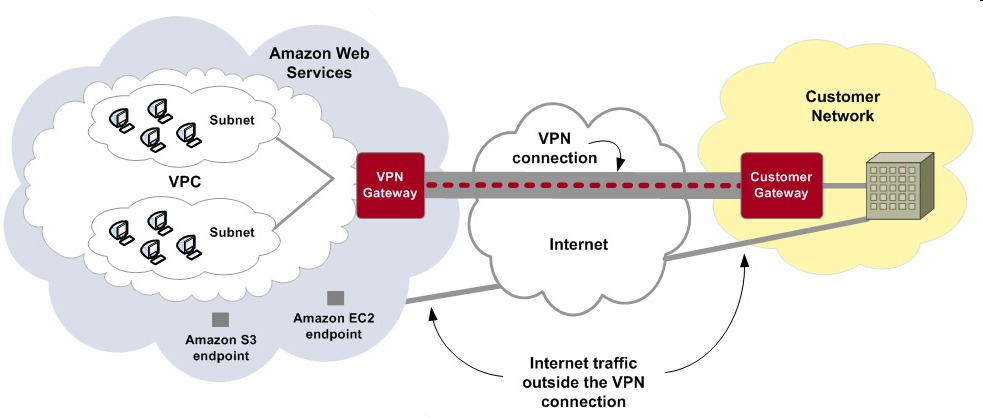 Amazon Web
Services
Subnet
VPC
Subnet
VPN
Gateway
Amazon S3
endpoint
Amazon EC2
endpoint
VPN
connection
Internet
Customer
Network
Customer
Gateway
Internet traffic
outside the VPN
connection